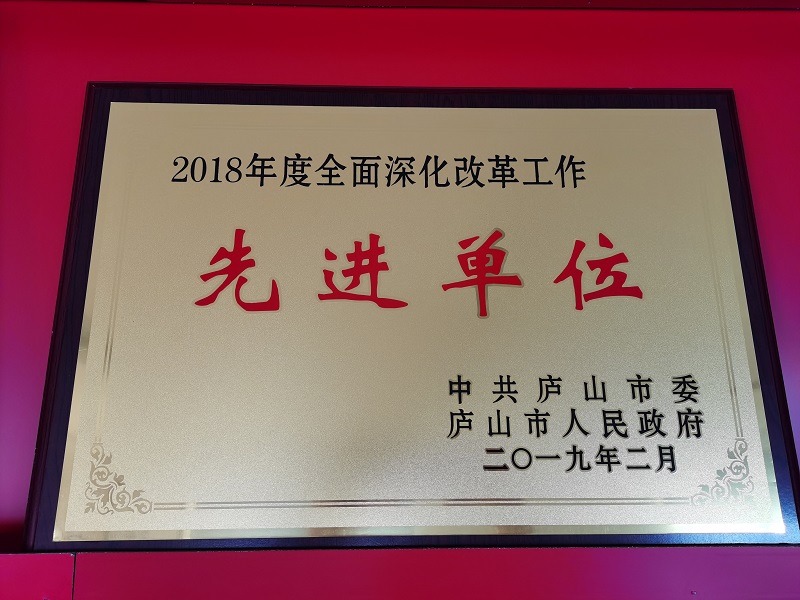 2018年度全面深化改革工作
先进单位
中共庐山市委
庐山市人民政府
二〇一九年二月